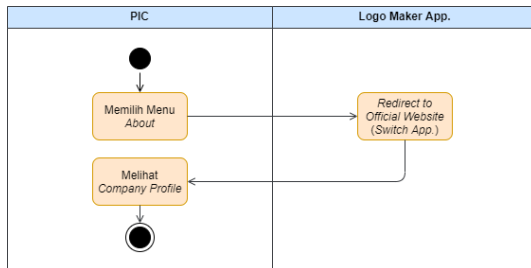 PIC
Logo Maker App.
Memilih Menu
About
Redirect to
Official Website
(Switch App.)
Melihat
Company Profile